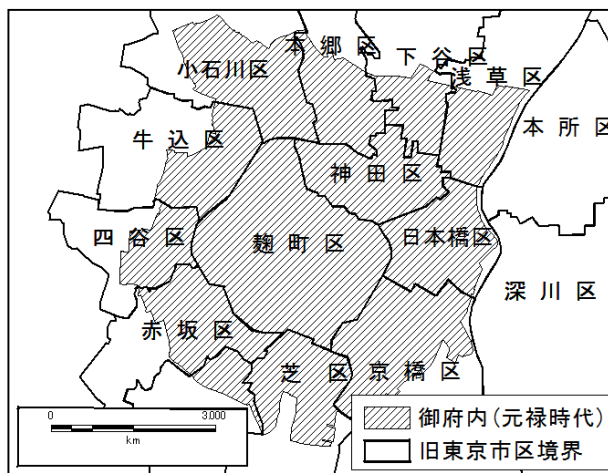 本郷区
下谷区
小石川区
浅草区
牛込区
本所区
神田区
四谷区
麹町区
日本橋区
深川区
赤坂区
芝区
京橋区
0 3.000
km
御府内(元禄時代)
旧東京市区境界